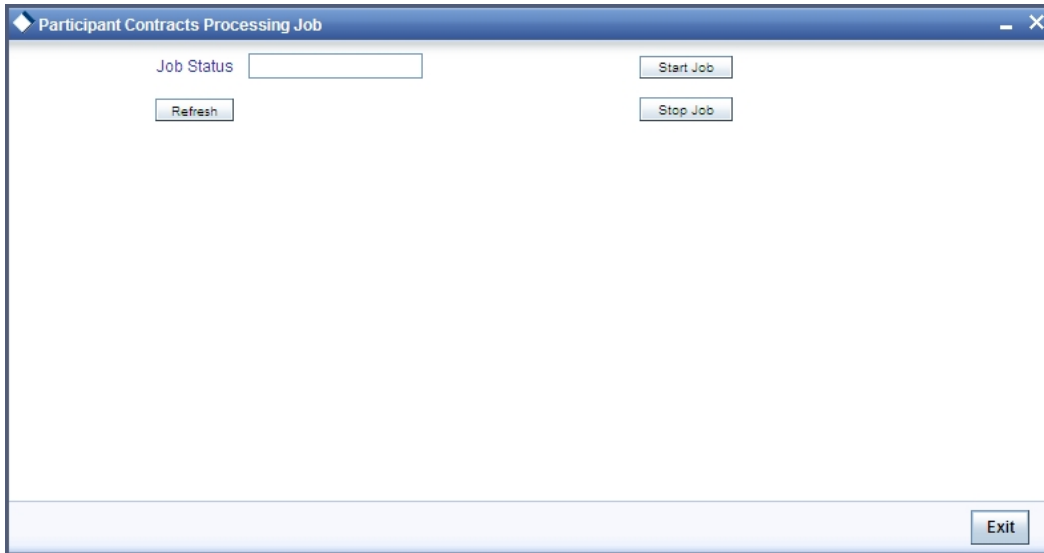 Participant Contracts Processing Job
Job Status
Start Job
Refresh
Stop Job
Exit